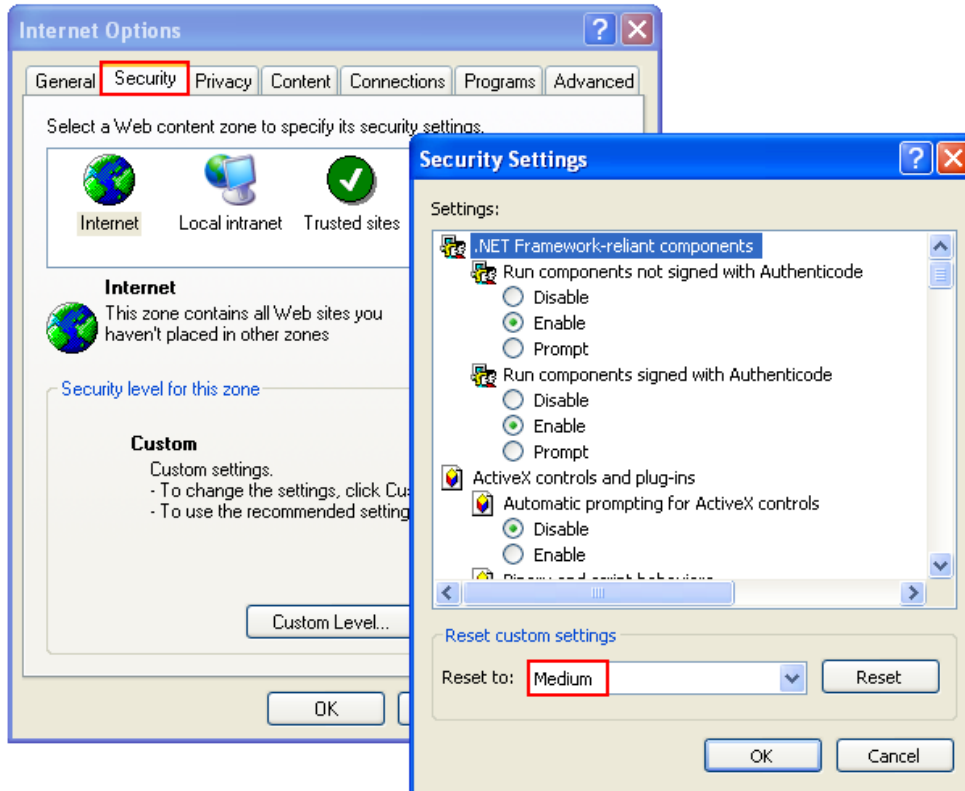 Internet Options
General Security Privacy Content Connections Programs Advanced
Select a Web content zone to specify its security settings.
Internet Local intranet Trusted sites
Internet
This zone contains all Web sites you
haven't placed in other zones
Security level for this zone
Custom
Custom settings.
- To change the settings, click Cu
- To use the recommended setting
Custom Level...
OK
Security Settings
Settings:
.NET Framework-reliant components
Run components not signed with Authenticode
Disable
Enable
Prompt
Run components signed with Authenticode
Disable
Enable
Prompt
ActiveX controls and plug-ins
Automatic prompting for ActiveX controls
Disable
Enable
Reset custom settings
Reset to: Medium Reset
OK Cancel